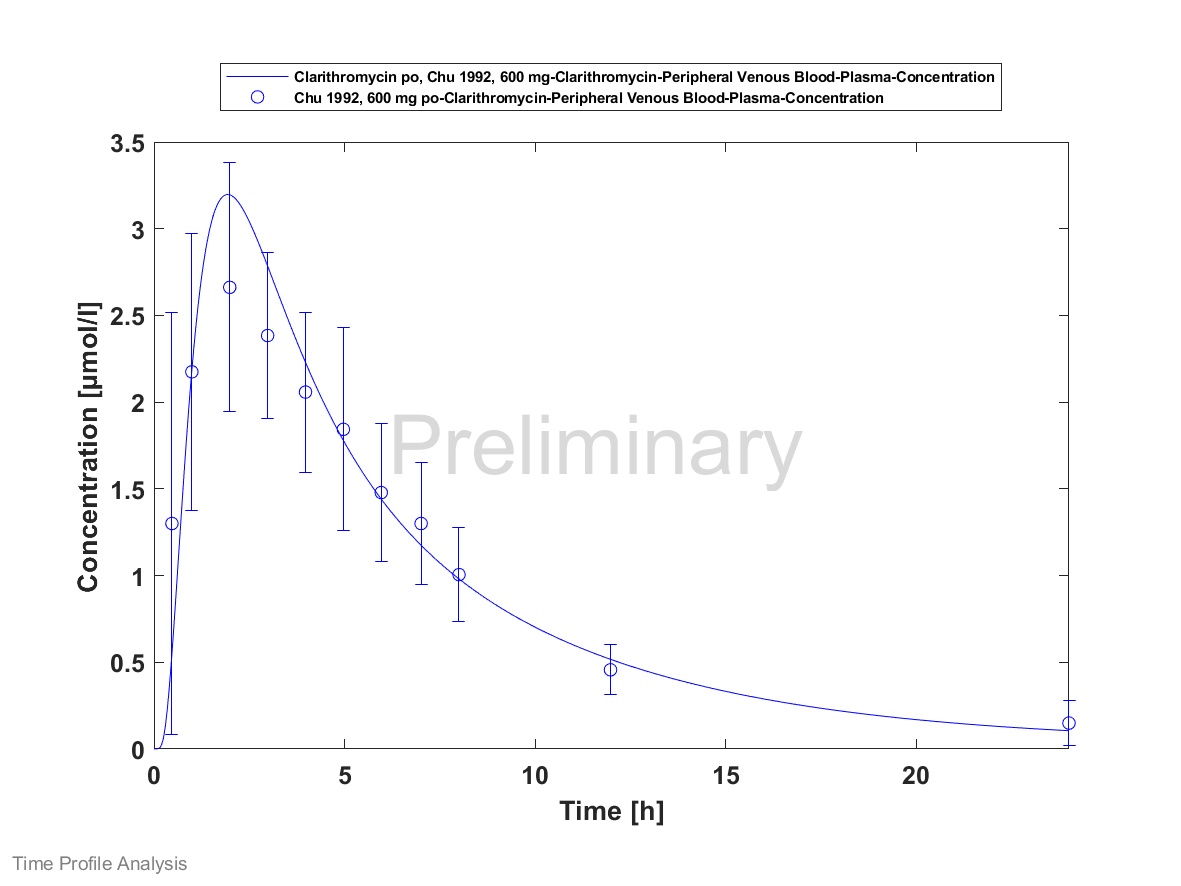 Clarithromycin po, Chu 1992, 600 mg-Clarithromycin-Peripheral Venous Blood-Plasma-Concentration
Chu 1992, 600 mg po-Clarithromycin-Peripheral Venous Blood-Plasma-Concentration
3.5
3
2.5
2
1.5
1
0.5
0
Concentration [µmol/l]
Preliminary
0 5 10 15 20
Time [h]
Time Profile Analysis